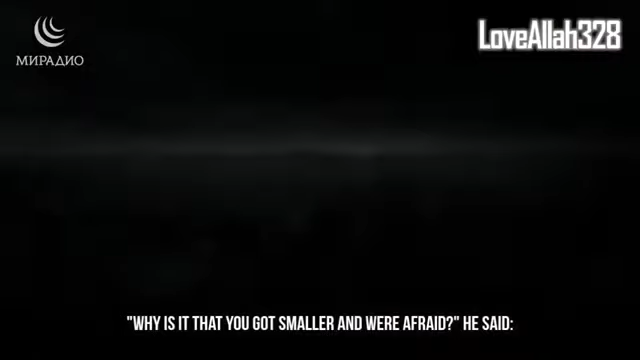 МИРАДИО
LoveAllah328
"WHY IS IT THAT YOU GOT SMALLER AND WERE AFRAID?" HE SAID: